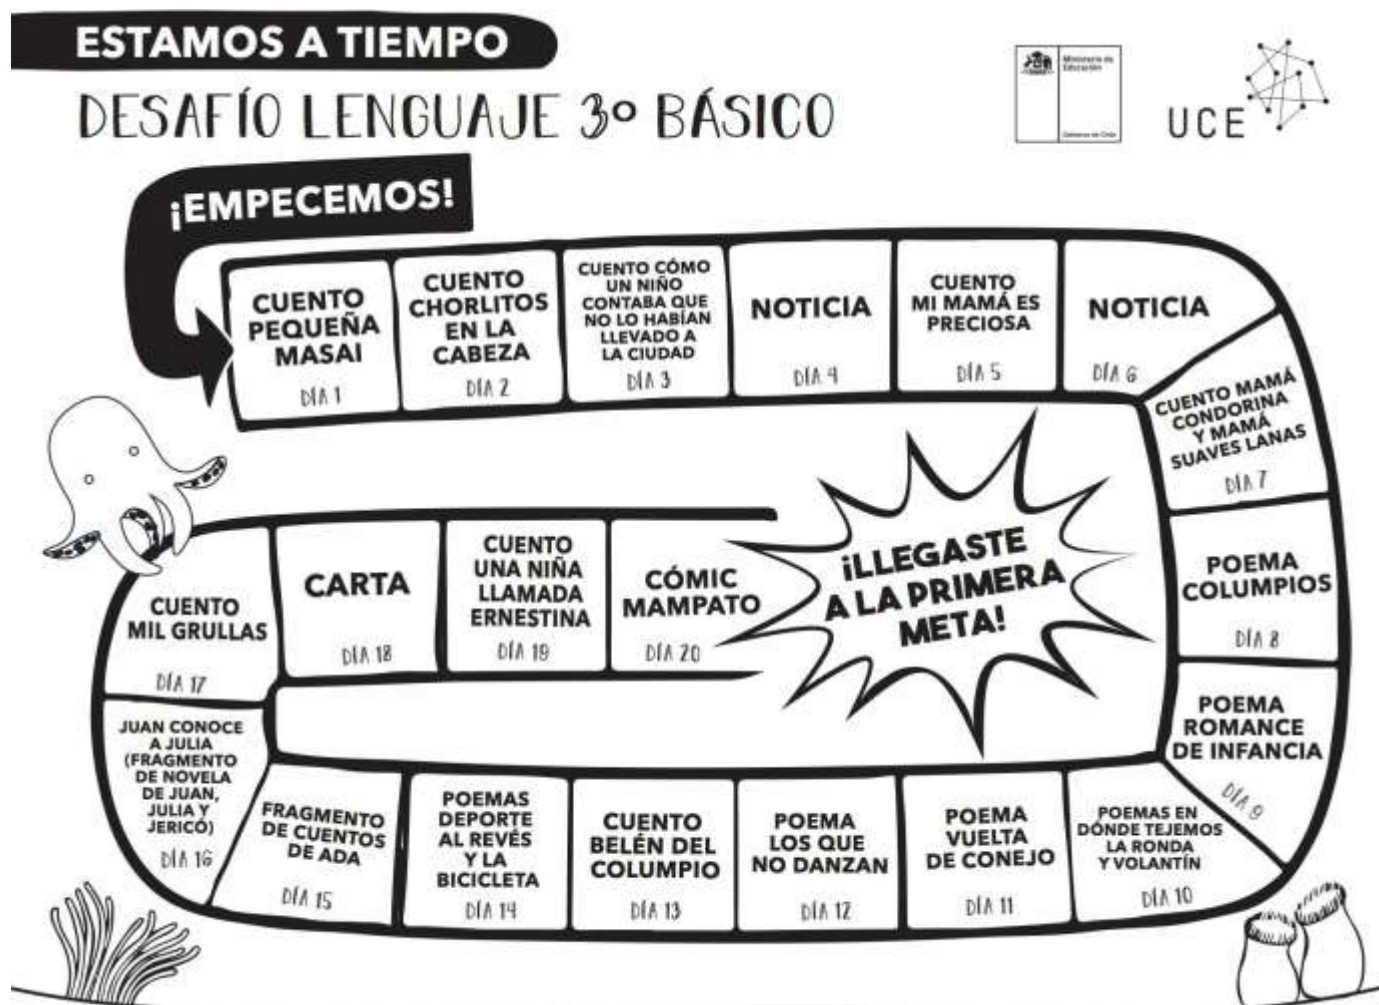 ESTAMOS A TIEMPO
DESAFÍO LENGUAJE 3º BÁSICO
Ministerio de
Educación
Gobierno de Chile
UCE
¡EMPECEMOS!
CUENTO
PEQUEÑA
MASAI
DÍA 1
CUENTO
CHORLITOS
EN LA
CABEZA
DÍA 2
CUENTO CÓMO
UN NIÑO
CONTABA QUE
NO LO HABÍAN
LLEVADO A
LA CIUDAD
DÍA 3
NOTICIA
DÍA 4
CUENTO
MI MAMÁ ES
PRECIOSA
DÍA 5
NOTICIA
DÍA 6
CUENTO MAMÁ
CONDORINA
Y MAMÁ
SUAVES LANAS
DÍA 7
POEMA
COLUMPIOS
DÍA 8
POEMA
ROMANCE
DE INFANCIA
DÍA 9
POEMAS EN
DÓNDE TEJEMOS
LA RONDA
Y VOLANTÍN
DÍA 10
POEMA
VUELTA
DE CONEJO
DÍA 11
POEMA
LOS QUE
NO DANZAN
DÍA 12
CUENTO
BELÉN DEL
COLUMPIO
DÍA 13
POEMAS
DEPORTE
AL REVÉS
Y LA
BICICLETA
DÍA 14
FRAGMENTO
DE CUENTOS
DE ADA
DÍA 15
JUAN CONOCE
A JULIA
(FRAGMENTO
DE NOVELA
DE JUAN,
JULIA Y
JERICÓ)
DÍA 16
CUENTO
MIL GRULLAS
DÍA 17
CARTA
DÍA 18
CUENTO
UNA NIÑA
LLAMADA
ERNESTINA
DÍA 19
CÓMIC
MAMPATO
DÍA 20
¡LLEGASTE
A LA PRIMERA
META!